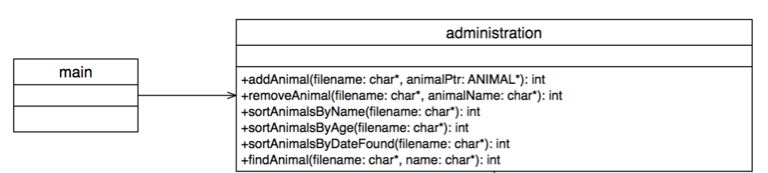 administration
main
+addAnimal(filename: char*, animalPtr: ANIMAL*): int
+removeAnimal(filename: char*, animalName: char*): int
+sortAnimalsByName(filename: char*): int
+sortAnimalsByAge(filename: char*): int
+sortAnimalsByDateFound(filename: char*): int
+findAnimal(filename: char*, name: char*): int